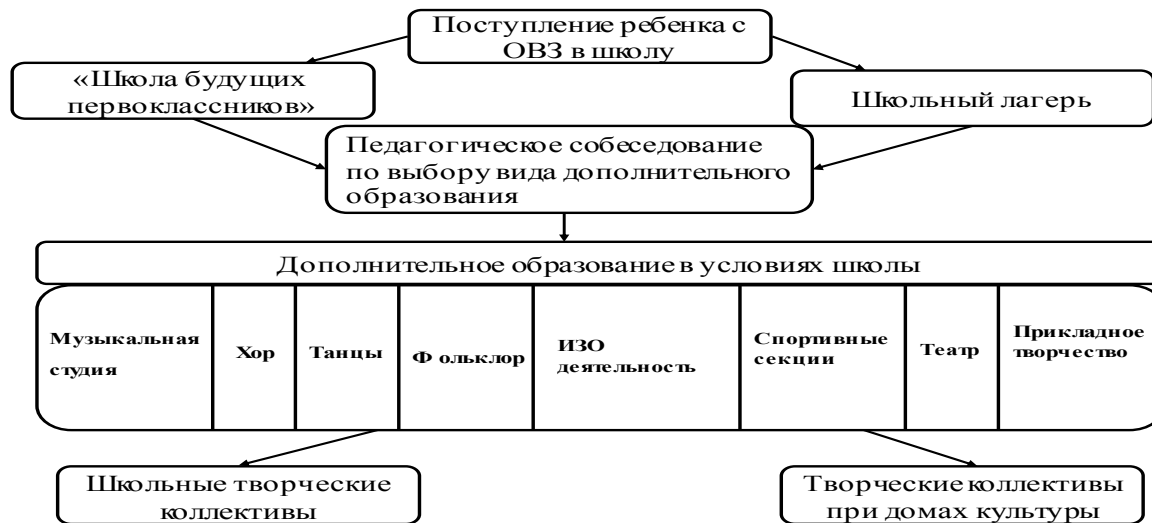 Поступление ребенка с
ОВЗ в школу
«Школа будущих
первоклассников»
Школьный лагерь
Педагогическое собеседование
по выбору вида дополнительного
образования
Дополнительное образование в условиях школы
Музыкальная
студия
Хор
Танцы
Фольклор
ИЗО
деятельность
Спортивные
секции
Театр
Прикладное
творчество
Школьные творческие
коллективы
Творческие коллективы
при домах культуры